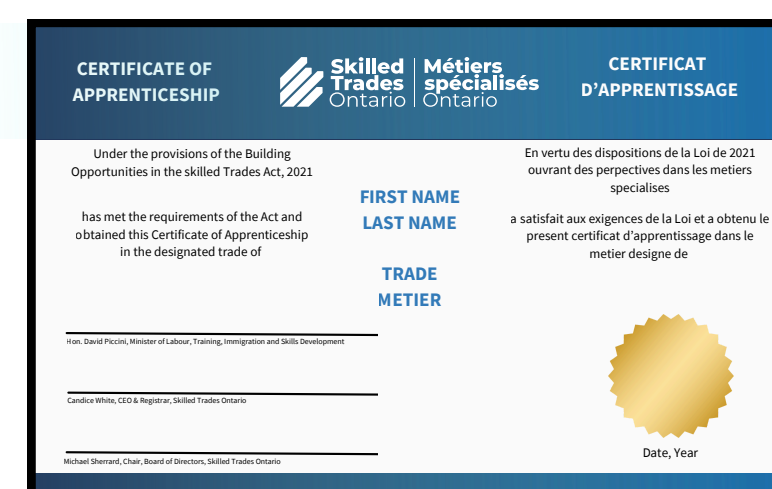 CERTIFICATE OF
APPRENTICESHIP
Skilled
Trades
Ontario
Métiers
spécialisés
Ontario
CERTIFICAT
D'APPRENTISSAGE
Under the provisions of the Building
Opportunities in the skilled Trades Act, 2021
has met the requirements of the Act and
obtained this Certificate of Apprenticeship
in the designated trade of
FIRST NAME
LAST NAME
TRADE
METIER
En vertu des dispositions de la Loi de 2021
ouvrant des perpectives dans les metiers
specialises
a satisfait aux exigences de la Loi et a obtenu le
present certificat d'apprentissage dans le
metier designe de
Hon. David Piccini, Minister of Labour, Training, Immigration and Skills Development
Candice White, CEO & Registrar, Skilled Trades Ontario
Michael Sherrard, Chair, Board of Directors, Skilled Trades Ontario
Date, Year